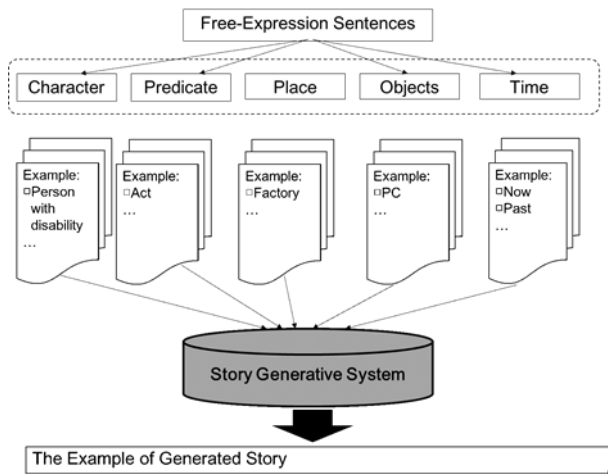 Free-Expression Sentences
Character
Predicate
Place
Objects
Time
Example:
□Person
with
disability
…
Example:
□Act
…
Example:
□Factory
…
Example:
□PC
…
Example:
□Now
□Past
…
Story Generative System
The Example of Generated Story